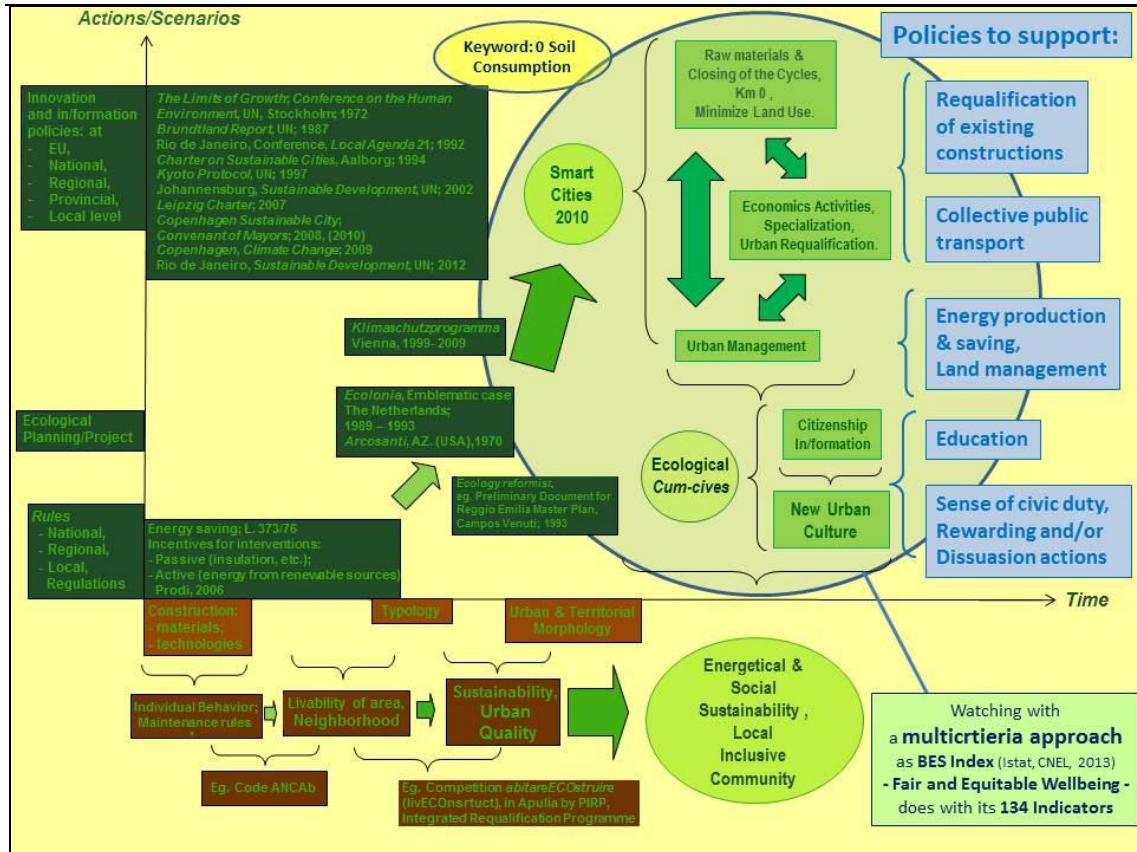 Actions/Scenarios
Keyword: 0 Soil
Consumption
Policies to support:
Innovation
and in/formation
policies: at
- EU,
- National,
- Regional,
- Provincial,
- Local level
The Limits of Growth; Conference on the Human
Environment, UN, Stockholm; 1972
Brundtland Report, UN; 1987
Rio de Janeiro, Conference, Local Agenda 21; 1992
Charter on Sustainable Cities, Aalborg; 1994
Kyoto Protocol, UN; 1997
Johannensburg, Sustainable Development, UN; 2002
Leipzig Charter; 2007
Copenhagen Sustainable City;
Convenant of Mayors; 2008, (2010)
Copenhagen, Climate Change; 2009
Rio de Janeiro, Sustainable Development, UN; 2012
Smart
Cities
2010
Raw materials &
Closing of the Cycles,
Km 0 ,
Minimize Land Use.
Economics Activities,
Specialization,
Urban Requalification.
Urban Management
Requalification
of existing
constructions
Collective public
transport
Energy production
& saving,
Land management
Education
Sense of civic duty,
Rewarding and/or
Dissuasion actions
Klimaschutzprogramma
Vienna, 1999- 2009
Ecological
Planning/Project
Ecolonia, Emblematic case
The Netherlands;
1989 – 1993
Arcosanti, AZ. (USA),1970
Ecology reformist,
eg. Preliminary Document for
Reggio Emilia Master Plan,
Campos Venuti; 1993
Ecological
Cum-cives
Citizenship
In/formation
New Urban
Culture
Rules
- National,
- Regional,
- Local,
Regulations
Energy saving; L. 373/76
Incentives for interventions:
- Passive (insulation, etc.);
- Active (energy from renewable sources)
Prodi, 2006
Time
Construction:
- materials;
- technologies
Typology
Urban & Territorial
Morphology
Individual Behavior;
Maintenance rules
Livability of area,
Neighborhood
Sustainability,
Urban
Quality
Energetical &
Social
Sustainability ,
Local
Inclusive
Community
Eg. Code ANCAb
Eg. Competition abitareECOstruire
(livECOnsrtuct), in Apulia by PIRP,
Integrated Requalification Programme
Watching with
a multicrtieria approach
as BES Index (Istat, CNEL, 2013)
- Fair and Equitable Wellbeing -
does with its 134 Indicators